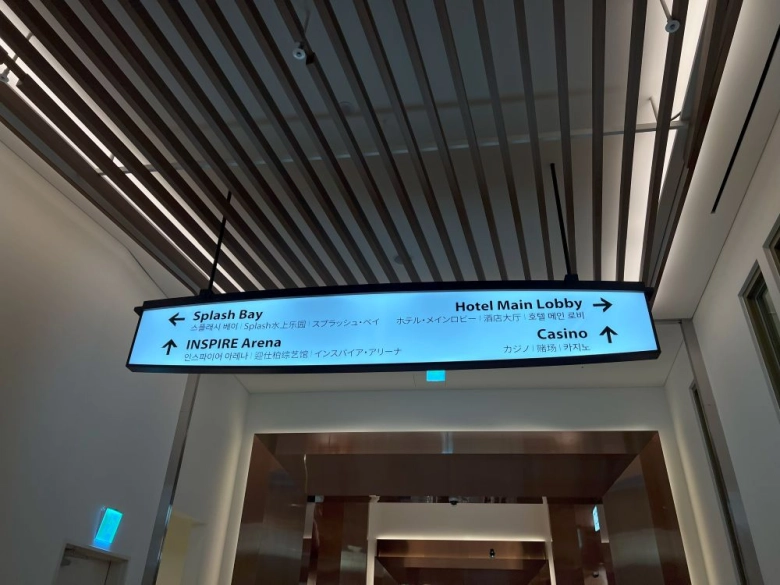 ← Splash Bay
스플래시 베이 | Splash水上乐园 | スプラッシュ・ベイ
↑ INSPIRE Arena
인스파이어 아레나 | 迎仕柏综艺馆 | インスパイア・アリーナ
Hotel Main Lobby →
ホテル・メインロビー | 酒店大厅 | 호텔 메인 로비
Casino ↑
カジノ | 赌场 | 카지노